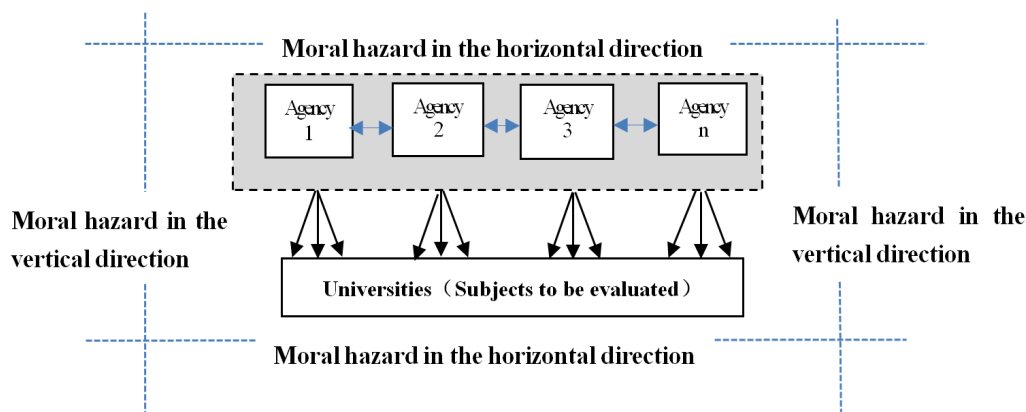 Moral hazard in the horizontal direction
Agency
1
Agency
2
Agency
3
Agency
n
Moral hazard in the
vertical direction
Moral hazard in the
vertical direction
Universities（Subjects to be evaluated）
Moral hazard in the horizontal direction